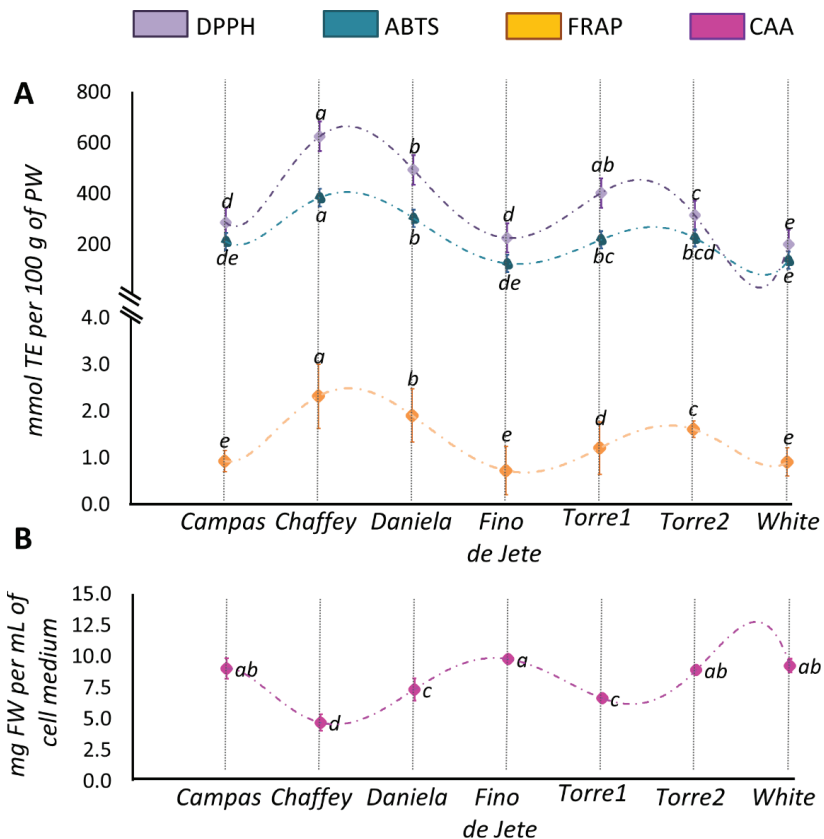 DPPH ABTS FRAP CAA
A
mmol TE per 100 g of PW
800
600
400
200
4.0
3.0
2.0
1.0
0.0
d a b d ab c e
de a b de bc bcd e
e a b e d c e
Campas Chaffey Daniela Fino de Jete Torre1 Torre2 White
B
mg FW per mL of
cell medium
15.0
12.5
10.0
7.5
5.0
2.5
0.0
ab d c a c ab ab
Campas Chaffey Daniela Fino de Jete Torre1 Torre2 White